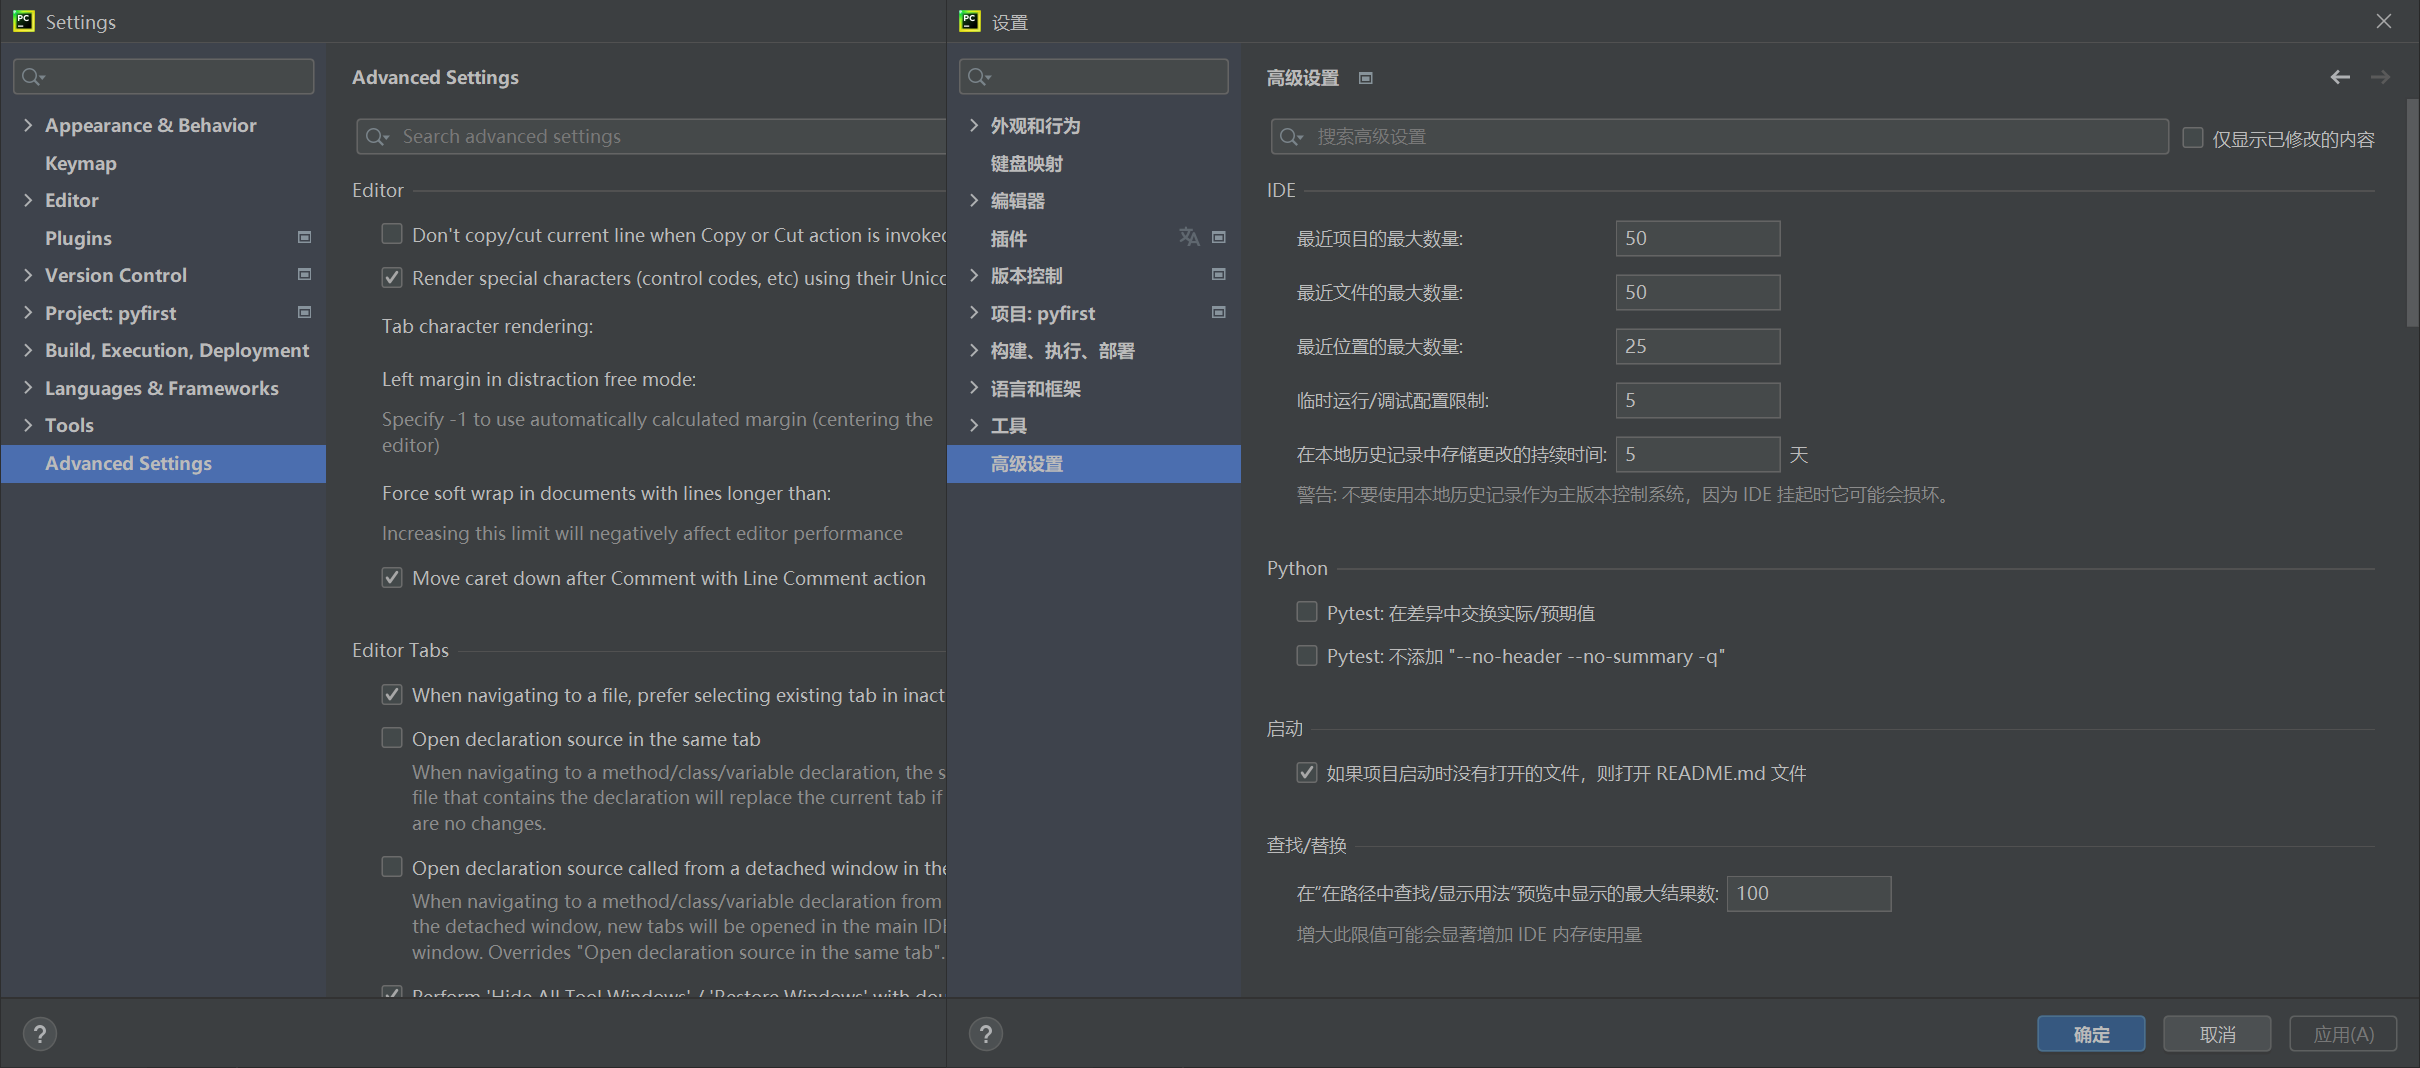 Settings
Appearance & Behavior
Keymap
Editor
Plugins
Version Control
Project: pyfirst
Build, Execution, Deployment
Languages & Frameworks
Tools
Advanced Settings
Advanced Settings
Search advanced settings
Editor
Don't copy/cut current line when Copy or Cut action is invoked
Render special characters (control codes, etc) using their
Tab character rendering:
Left margin in distraction free mode:
Specify -1 to use automatically calculated margin (centering the
editor)
Force soft wrap in documents with lines longer than:
Increasing this limit will negatively affect editor performance
Move caret down after Comment with Line Comment action
Editor Tabs
When navigating to a file, prefer selecting existing tab in
Open declaration source in the same tab
When navigating to a method/class/variable declaration, the
file that contains the declaration will replace the current tab if
are no changes.
Open declaration source called from a detached window in the
When navigating to a method/class/variable declaration from
the detached window, new tabs will be opened in the main IDE
window. Overrides "Open declaration source in the same tab".
Perform 'Hide All Tool Windows' / 'Restore Windows' with
?
设置
外观和行为
键盘映射
编辑器
插件
版本控制
项目: pyfirst
构建、执行、部署
语言和框架
工具
高级设置
高级设置
搜索高级设置
仅显示已修改的内容
IDE
最近项目的最大数量: 50
最近文件的最大数量: 50
最近位置的最大数量: 25
临时运行/调试配置限制: 5
在本地历史记录中存储更改的持续时间: 5 天
警告: 不要使用本地历史记录作为主版本控制系统，因为 IDE 挂起时它可能会损坏。
Python
Pytest: 在差异中交换实际/预期值
Pytest: 不添加 "--no-header --no-summary -q"
启动
如果项目启动时没有打开的文件，则打开 README.md 文件
查找/替换
在“在路径中查找/显示用法”预览中显示的最大结果数: 100
增大此限值可能会显著增加 IDE 内存使用量
?
确定
取消
应用(A)